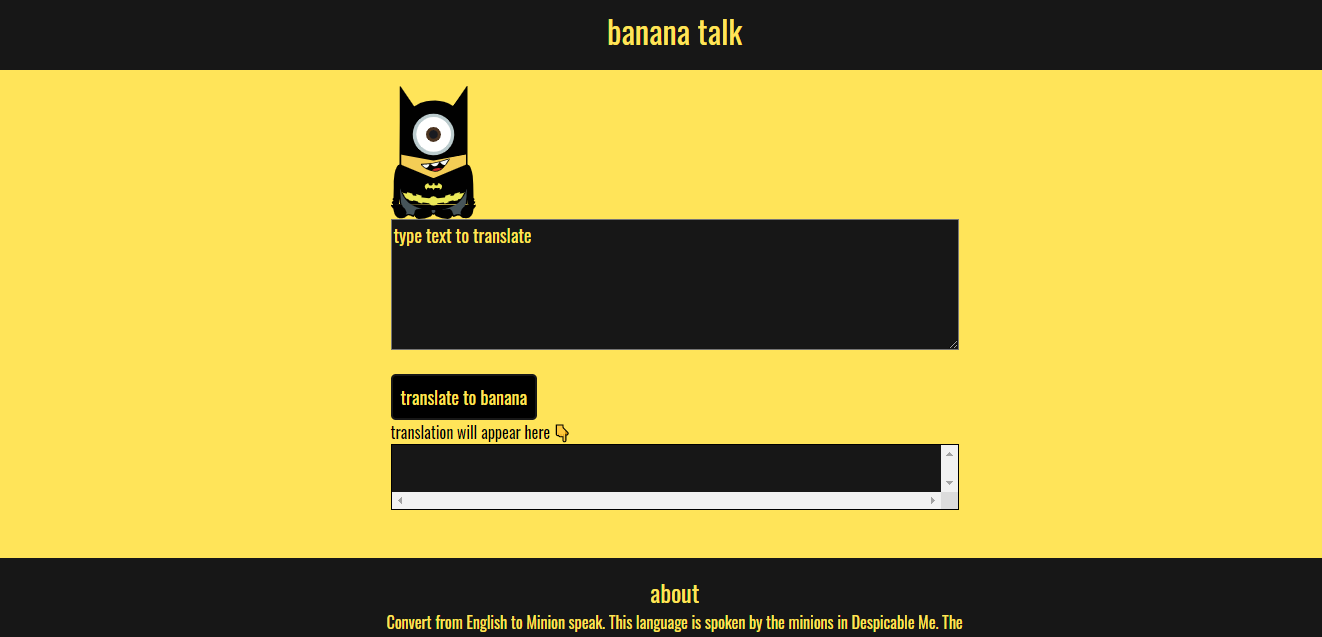 banana talk
type text to translate
translate to banana
translation will appear here 👇
about
Convert from English to Minion speak. This language is spoken by the minions in Despicable Me. The